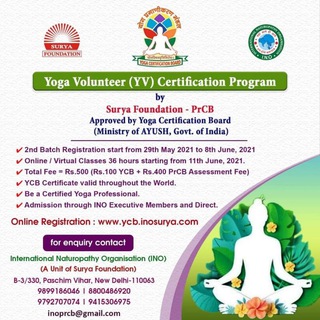 SURYA
FOUNDATION
YOGA CERTIFICATION BOARD
INO
Yoga Volunteer (YV) Certification Program
by
Surya Foundation - PrCB
Approved by Yoga Certification Board
(Ministry of AYUSH, Govt. of India)
✔ 2nd Batch Registration start from 29th May 2021 to 8th June, 2021
✔ Online / Virtual Classes 36 hours starting from 11th June, 2021.
✔ Total Fee = Rs.500 (Rs.100 YCB + Rs.400 PrCB Assessment Fee)
✔ YCB Certificate valid throughout the World.
✔ Be a Certified Yoga Professional.
✔ Admission through INO Executive Members and Direct.
Online Registration : www.ycb.inosurya.com
for enquiry contact
International Naturopathy Organisation (INO)
(A Unit of Surya Foundation)
B-3/330, Paschim Vihar, New Delhi-110063
9899186046 | 8800486920
9792707074 | 9415306975
inoprcb@gmail.com